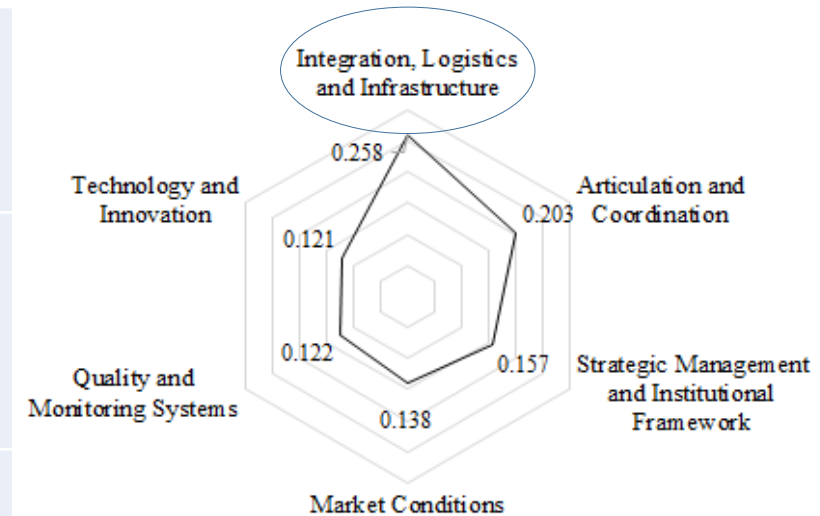 Integration, Logistics
and Infrastructure
0.258
Articulation and
Coordination
0.203
Strategic Management
and Institutional
Framework
0.157
Market Conditions
0.138
Quality and
Monitoring Systems
0.122
Technology and
Innovation
0.121